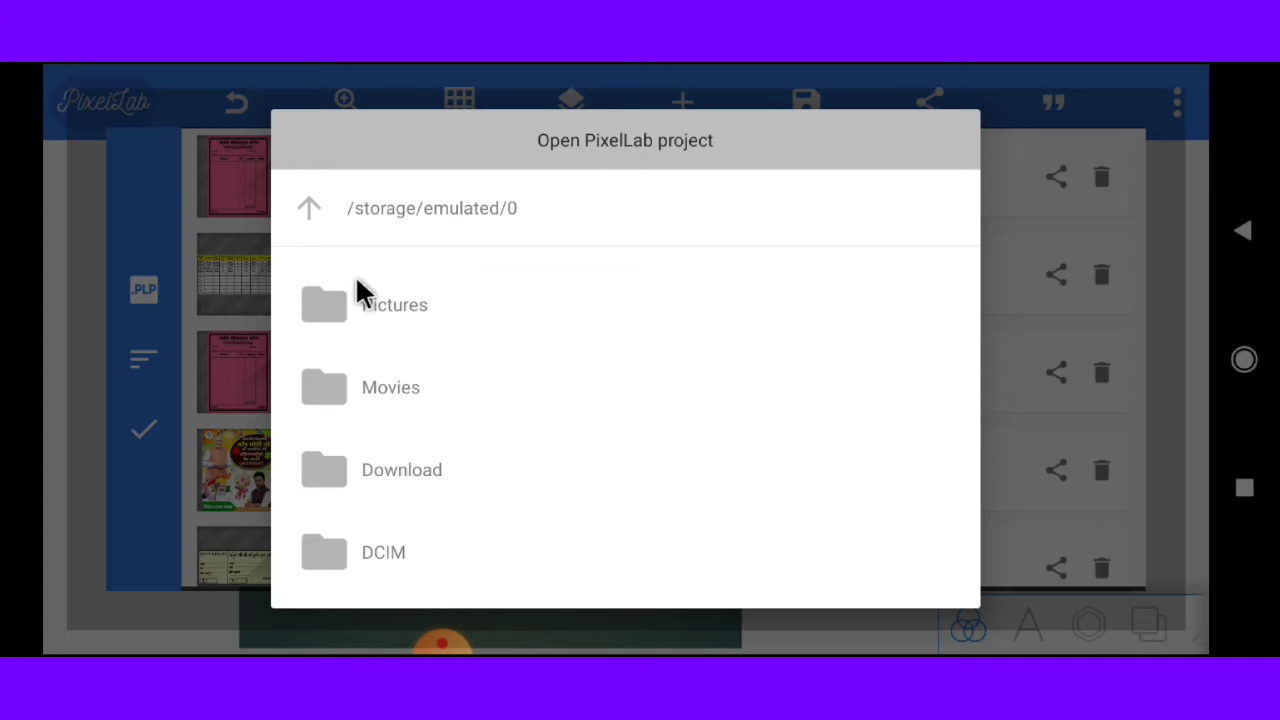 PixelLab
Open PixelLab project
/storage/emulated/0
.PLP
Pictures
Movies
Download
DCIM